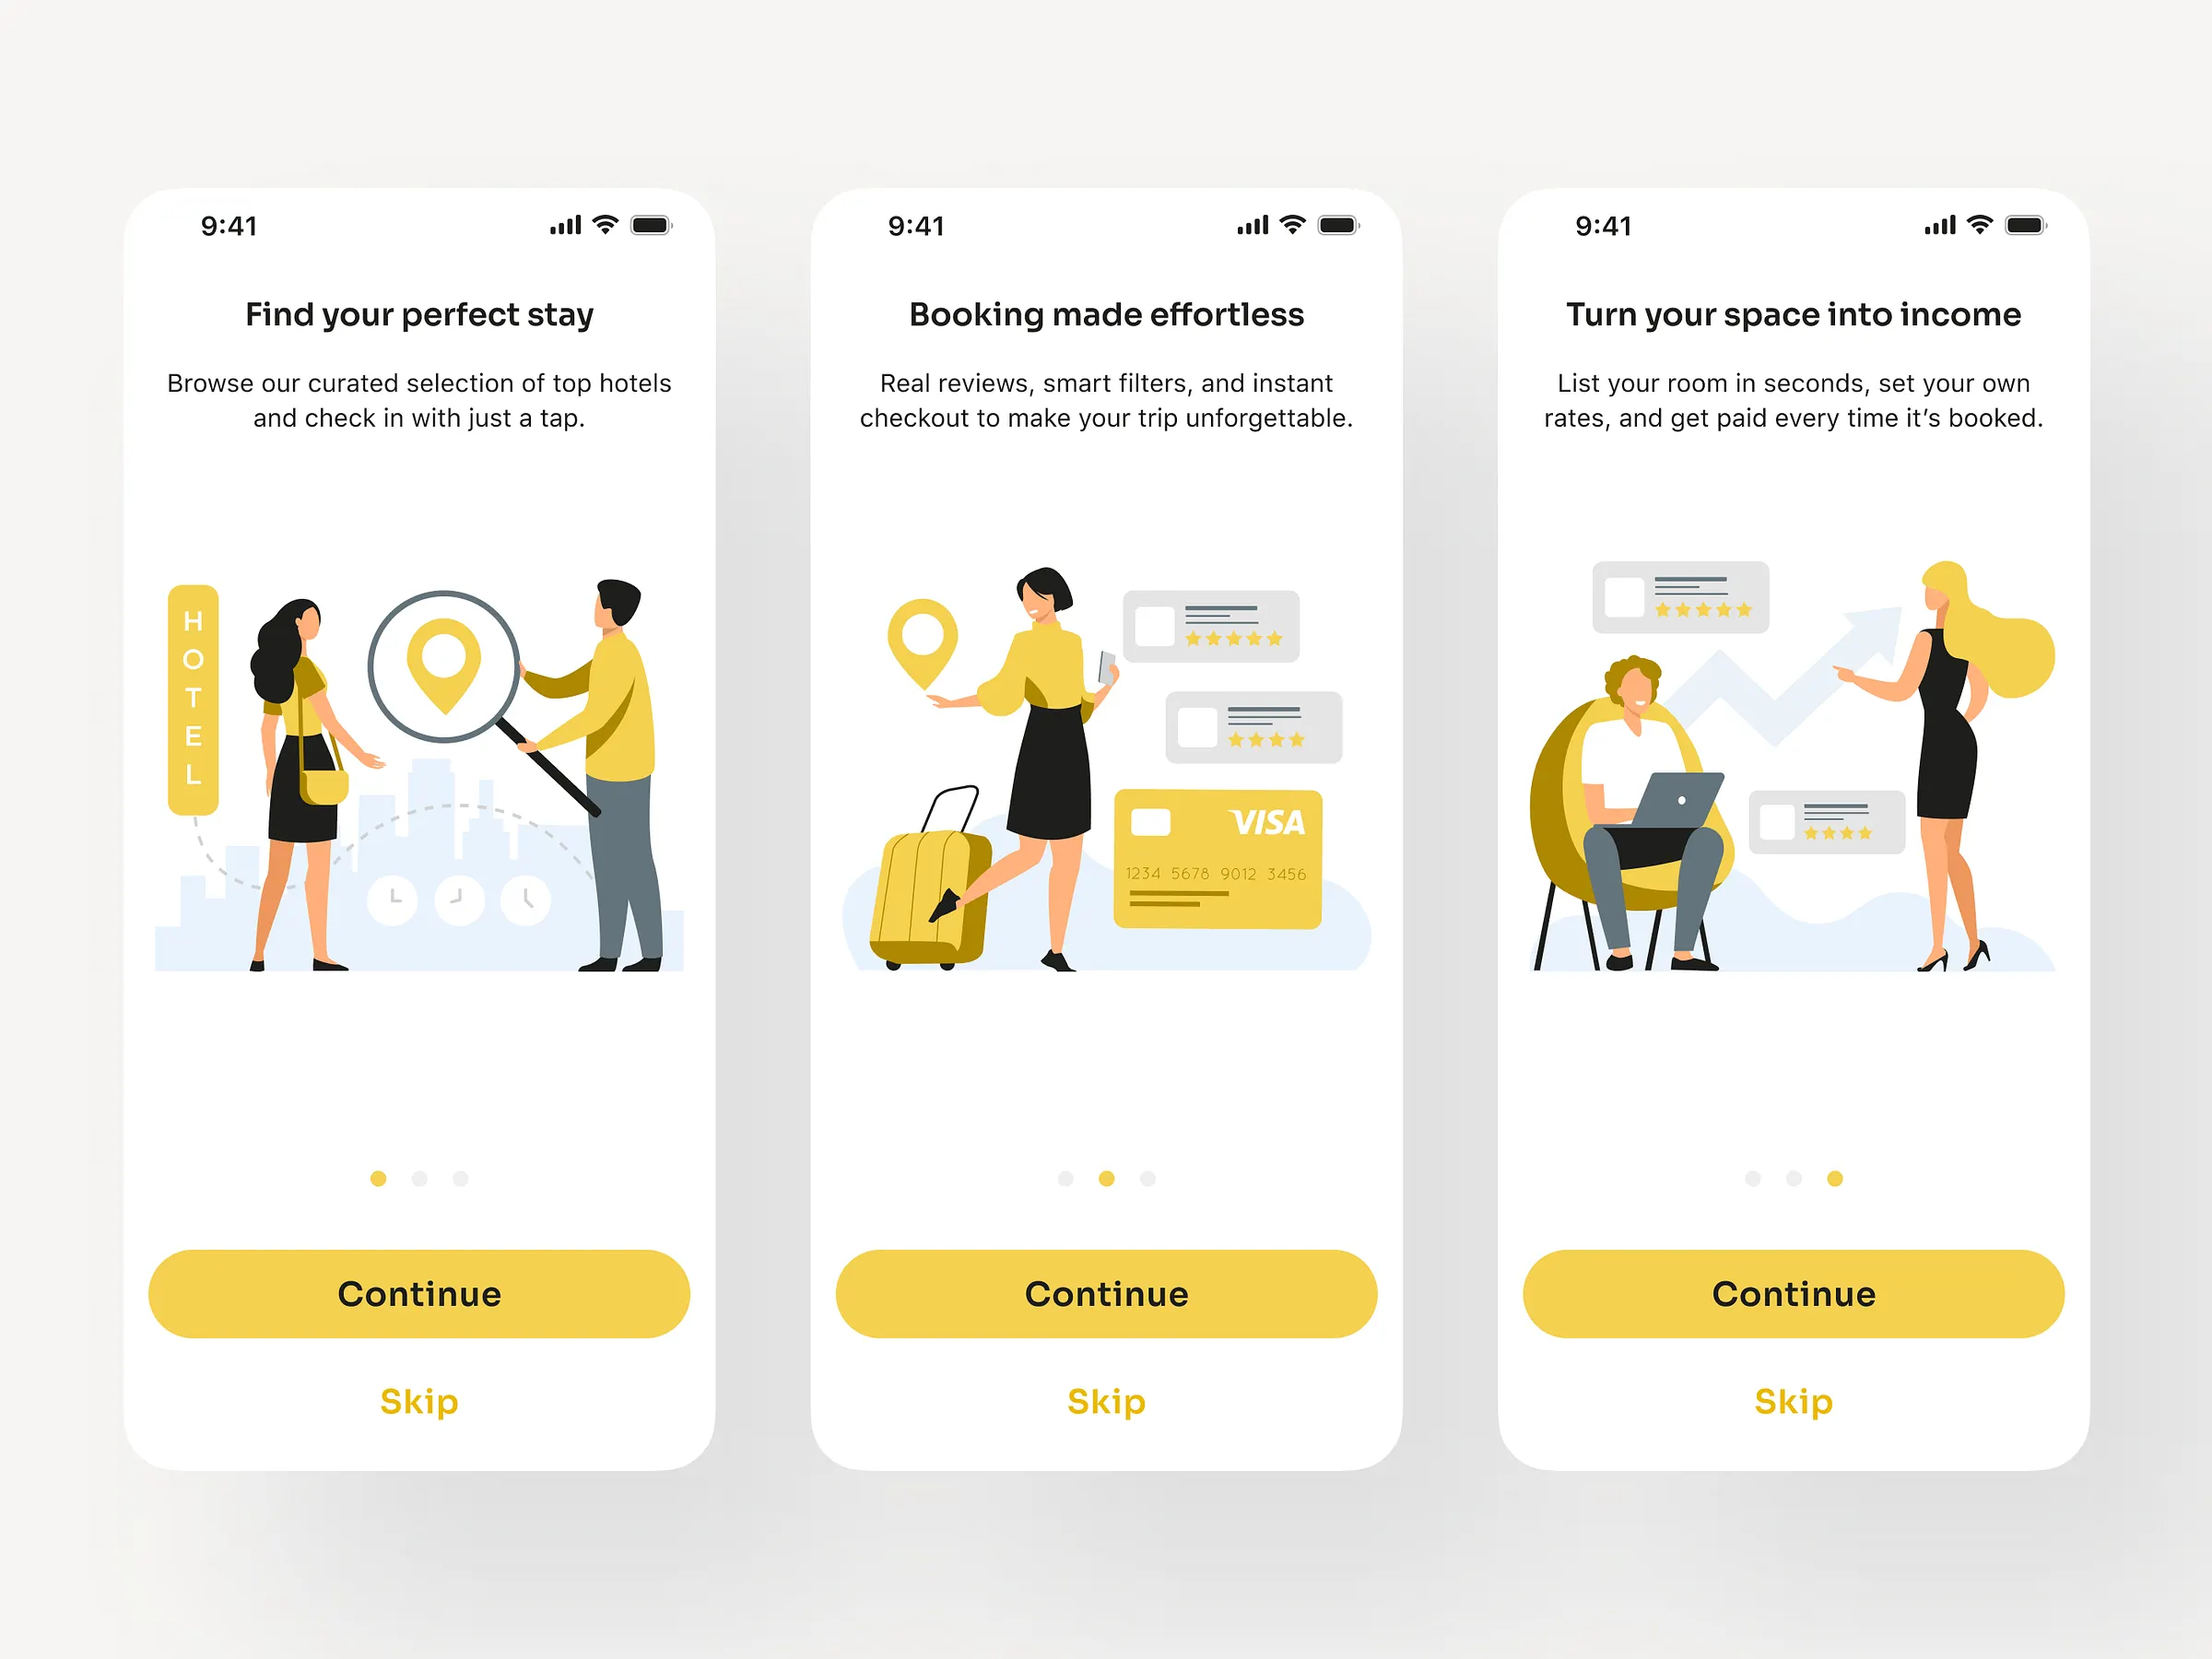 9:41
Find your perfect stay
Browse our curated selection of top hotels
and check in with just a tap.
H
O
T
E
L
Continue
Skip
9:41
Booking made effortless
Real reviews, smart filters, and instant
checkout to make your trip unforgettable.
VISA
1234 5678 9012 3456
Continue
Skip
9:41
Turn your space into income
List your room in seconds, set your own
rates, and get paid every time it’s booked.
Continue
Skip